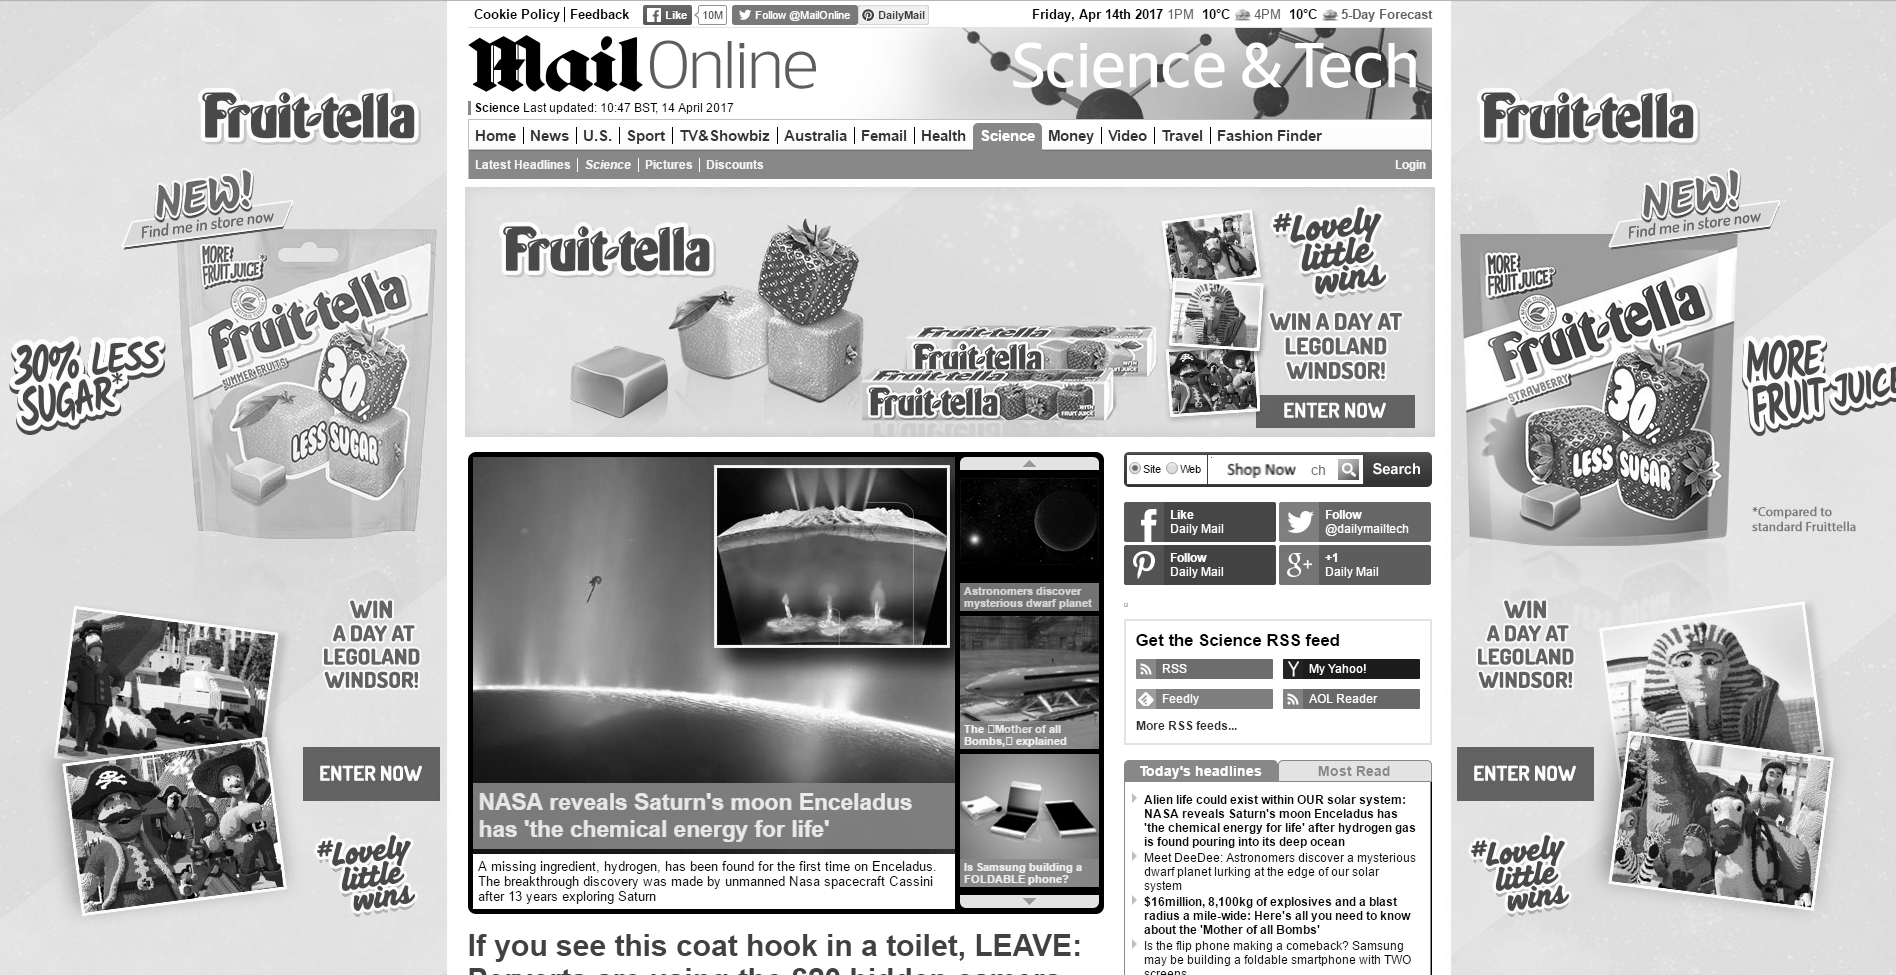 Cookie Policy Feedback Like 10M Follow @MailOnline DailyMail Friday, Apr 14th 2017 1PM 10°C 4PM 10°C 5-Day Forecast
Mail Online
Science & Tech
Science Last updated: 10:47 BST, 14 April 2017
Home News U.S. Sport TV&Showbiz Australia Femail Health Science Money Video Travel Fashion Finder
Latest Headlines Science Pictures Discounts Login
Fruit-tella
NEW!
Find me in store now
MORE
FRUIT JUICE*
Fruit-tella
SUMMER FRUITS
30%
LESS SUGAR*
30% LESS
SUGAR*
WIN
A DAY AT
LEGOLAND
WINDSOR!
ENTER NOW
#Lovely
little
wins
Fruit-tella
Fruit-tella
Fruit-tella
WITH
FRUIT JUICE
#Lovely
little
wins
WIN A DAY AT
LEGOLAND
WINDSOR!
ENTER NOW
NASA reveals Saturn's moon Enceladus
has 'the chemical energy for life'
A missing ingredient, hydrogen, has been found for the first time on Enceladus.
The breakthrough discovery was made by unmanned Nasa spacecraft Cassini
after 13 years exploring Saturn
Astronomers discover
mysterious dwarf planet
The Mother of all
Bombs, explained
Is Samsung building a
FOLDABLE phone?
If you see this coat hook in a toilet, LEAVE:
Perverts are using the £20 hidden camera
Site Web Shop Now ch Search
Like
Daily Mail
Follow
@dailymailtech
Follow
Daily Mail
+1
Daily Mail
Get the Science RSS feed
RSS My Yahoo!
Feedly AOL Reader
More RSS feeds...
Today's headlines Most Read
Alien life could exist within OUR solar system:
NASA reveals Saturn's moon Enceladus has
'the chemical energy for life' after hydrogen gas
is found pouring into its deep ocean
Meet DeeDee: Astronomers discover a mysterious
dwarf planet lurking at the edge of our solar
system
$16million, 8,100kg of explosives and a blast
radius a mile-wide: Here's all you need to know
about the 'Mother of all Bombs'
Is the flip phone making a comeback? Samsung
may be building a foldable smartphone with TWO
screens
Fruit-tella
NEW!
Find me in store now
MORE
FRUIT JUICE*
Fruit-tella
STRAWBERRY
30%
LESS SUGAR
MORE
FRUIT JUICE
*Compared to
standard Fruittella
WIN
A DAY AT
LEGOLAND
WINDSOR!
ENTER NOW
#Lovely
little
wins